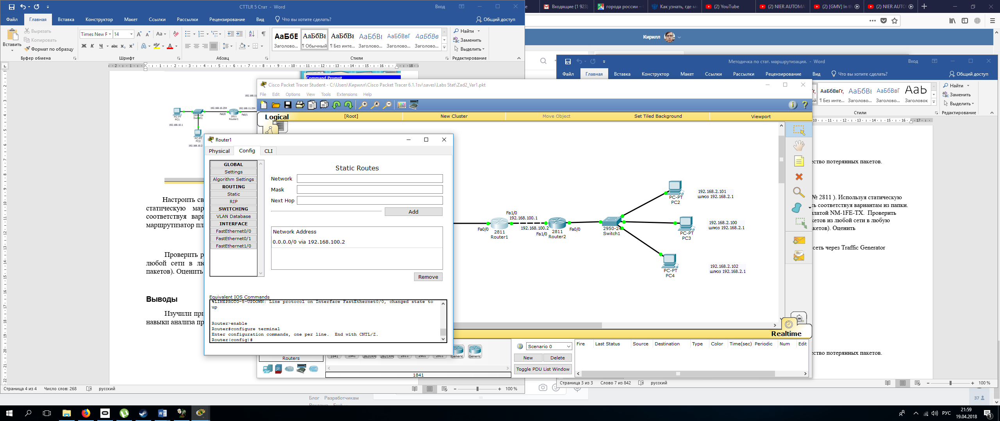 CTTLR 5 Стат - Word
Вход
Файл Главная Вставка Конструктор Макет Ссылки Рассылки Рецензирование Вид Что вы хотите сделать? Общий доступ
Вставить
Вырезать
Копировать
Формат по образцу
Буфер обмена
Times New R 14
Шрифт
Абзац
Заголово... ¶ Обычный ¶ Без инте... Заголово... Заголово... Заголово...
Стили
Найти
Заменить
Выделить
Редактирование
Входящие (1 923)
города россии –
Как узнать, где м
(2) YouTube
(2) NIER AUTOMA
(2) [GMV] In th
(2) NIER AUTO
Кирилл
Методичка по стат. маршрутизация. - Word
Вход
Файл Главная Вставка Конструктор Макет Ссылки Рассылки Рецензирование Вид Что вы хотите сделать? Общий доступ
¶ Без инте... Заголово... Заголово... Заголовок
Стили
Найти
Заменить
Выделить
Редактирование
Command Prompt
192.168.10.254
192.168.11.254
PC-PT
PC1
2950-24
Switch1
Fa0/0
2811
Router1
Fa0/1
192.168.10.1
PC-PT
PC2
192.168.10.2
Настроить св
статическую мар
соответствуя вари
маршрутизатор пл
Проверить р
любой сети в лю
пакетов). Оценить
Выводы
Изучили при
навыки анализа пр
Страница 4 из 4 Число слов: 268 русский 100 %
Cisco Packet Tracer Student - C:\Users\Кирилл\Cisco Packet Tracer 6.1.1sv\saves\Labs Stat\Zad2_Var1.pkt
File Edit Options View Tools Extensions Help
Logical [Root] New Cluster Move Object Set Tiled Background Viewport
Router1
Physical Config CLI
GLOBAL
Settings
Algorithm Settings
ROUTING
Static
RIP
SWITCHING
VLAN Database
INTERFACE
FastEthernet0/0
FastEthernet0/1
FastEthernet1/0
Static Routes
Network
Mask
Next Hop
Add
Network Address
0.0.0.0/0 via 192.168.100.2
Remove
Equivalent IOS Commands
%LINEPROTO-5-UPDOWN: Line protocol on Interface FastEthernet0/0, changed state to
up
Router>enable
Router#configure terminal
Enter configuration commands, one per line. End with CNTL/Z.
Router(config)#
Fa1/0
192.168.100.1
Fa0/0
2811
Router1
192.168.100.2
Fa1/0
2811
Router2
Fa0/0
2950-24
Switch1
PC-PT
PC2
192.168.2.101
шлюз 192.168.2.1
PC-PT
PC3
192.168.2.100
шлюз 192.168.2.1
PC-PT
PC4
192.168.2.102
шлюз 192.168.2.1
Realtime
Routers
1841 1941 2620XM 2621XM 2811 2901 2911 Generic Generic
1841
Scenario 0
New Delete
Toggle PDU List Window
Fire Last Status Source Destination Type Color Time(sec) Periodic Num Edit
ество потерянных пакетов.
№ 2811 ). Используя статическую
ь соответствуя вариантам из папки.
латой NM-1FE-TX. Проверить
кетов из любой сети в любую
акетов). Оценить
сеть через Traffic Generator
ество потерянных пакетов.
Страница 3 из 3 Слово 7 из 842 русский 100 %
Блог Разработчикам
Реклама Ещё
37
РУС
21:59
19.04.2018
1